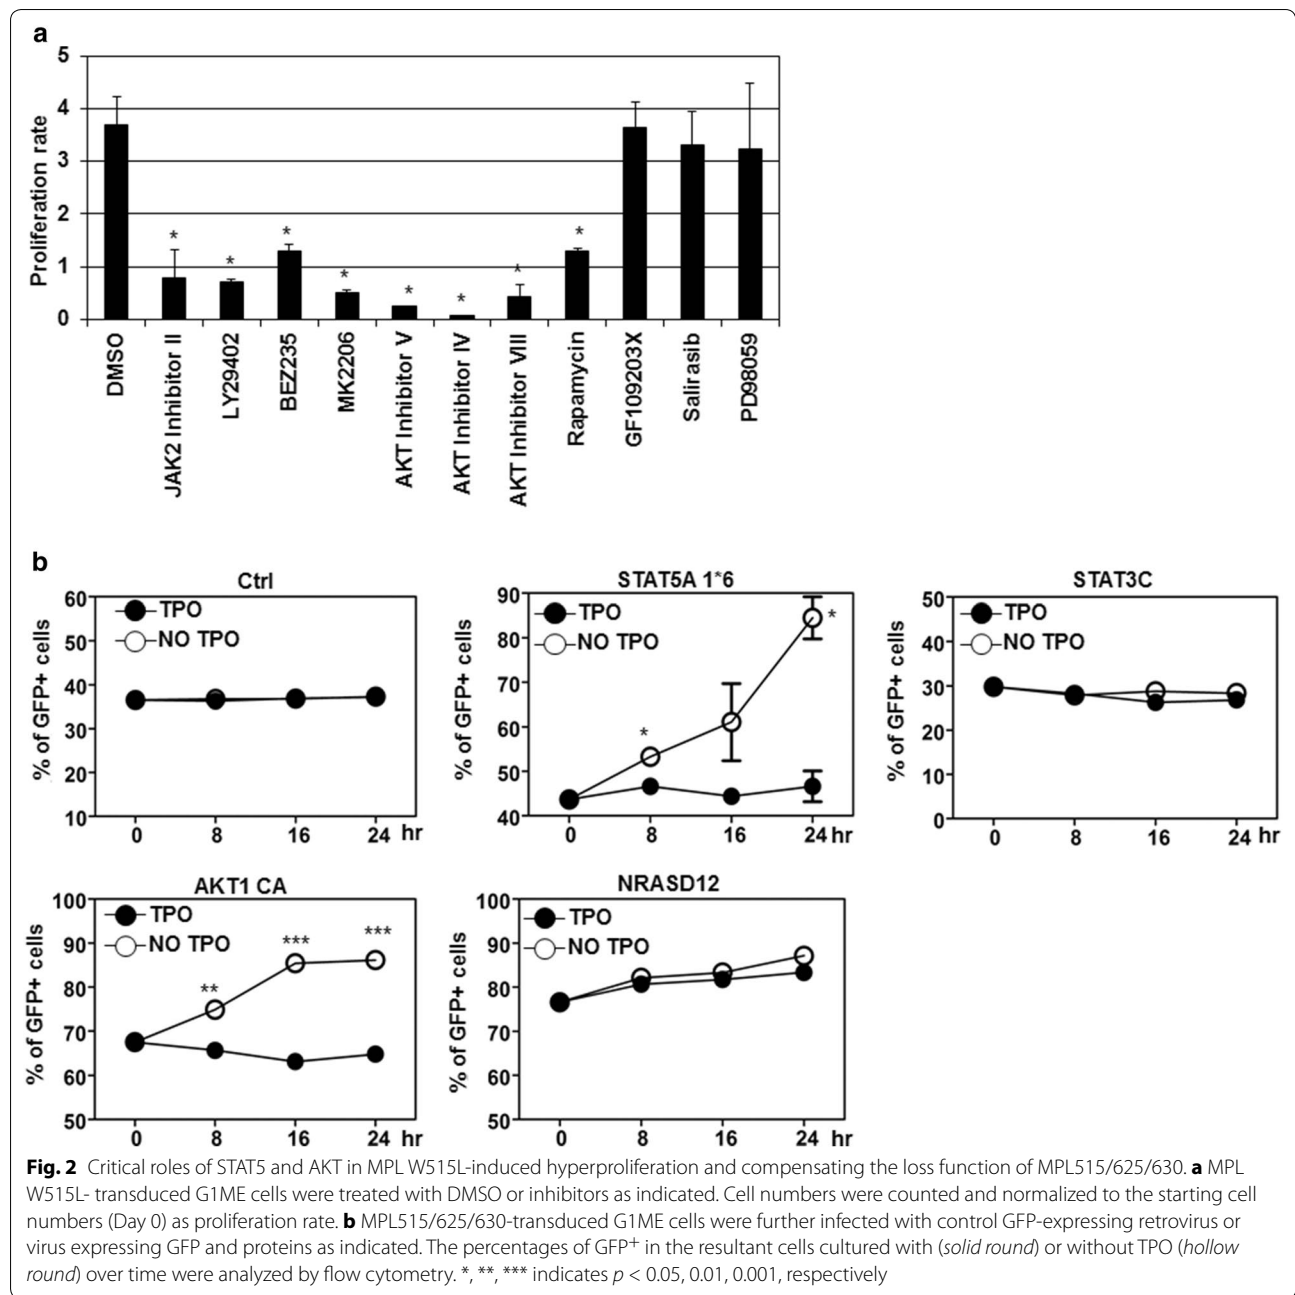 a
5
4
3
2
1
0
Proliferation rate
* * * * * * * *
DMSO
JAK2 Inhibitor II
LY29402
BEZ235
MK2206
AKT Inhibitor V
AKT Inhibitor IV
AKT Inhibitor VIII
Rapamycin
GF109203X
Salirasib
PD98059
b
Ctrl
TPO
NO TPO
% of GFP+ cells
60
50
40
30
20
10
0 8 16 24 hr
STAT5A 1*6
TPO
NO TPO
% of GFP+ cells
90
80
70
60
50
40
*
*
0 8 16 24 hr
STAT3C
TPO
NO TPO
% of GFP+ cells
50
40
30
20
10
0
0 8 16 24 hr
AKT1 CA
TPO
NO TPO
% of GFP+ cells
100
90
80
70
60
50
** *** ***
0 8 16 24 hr
NRASD12
TPO
NO TPO
% of GFP+ cells
100
90
80
70
60
50
0 8 16 24 hr
Fig. 2 Critical roles of STAT5 and AKT in MPL W515L-induced hyperproliferation and compensating the loss function of MPL515/625/630. a MPL
W515L- transduced G1ME cells were treated with DMSO or inhibitors as indicated. Cell numbers were counted and normalized to the starting cell
numbers (Day 0) as proliferation rate. b MPL515/625/630-transduced G1ME cells were further infected with control GFP-expressing retrovirus or
virus expressing GFP and proteins as indicated. The percentages of GFP+ in the resultant cells cultured with (solid round) or without TPO (hollow
round) over time were analyzed by flow cytometry. *, **, *** indicates p < 0.05, 0.01, 0.001, respectively